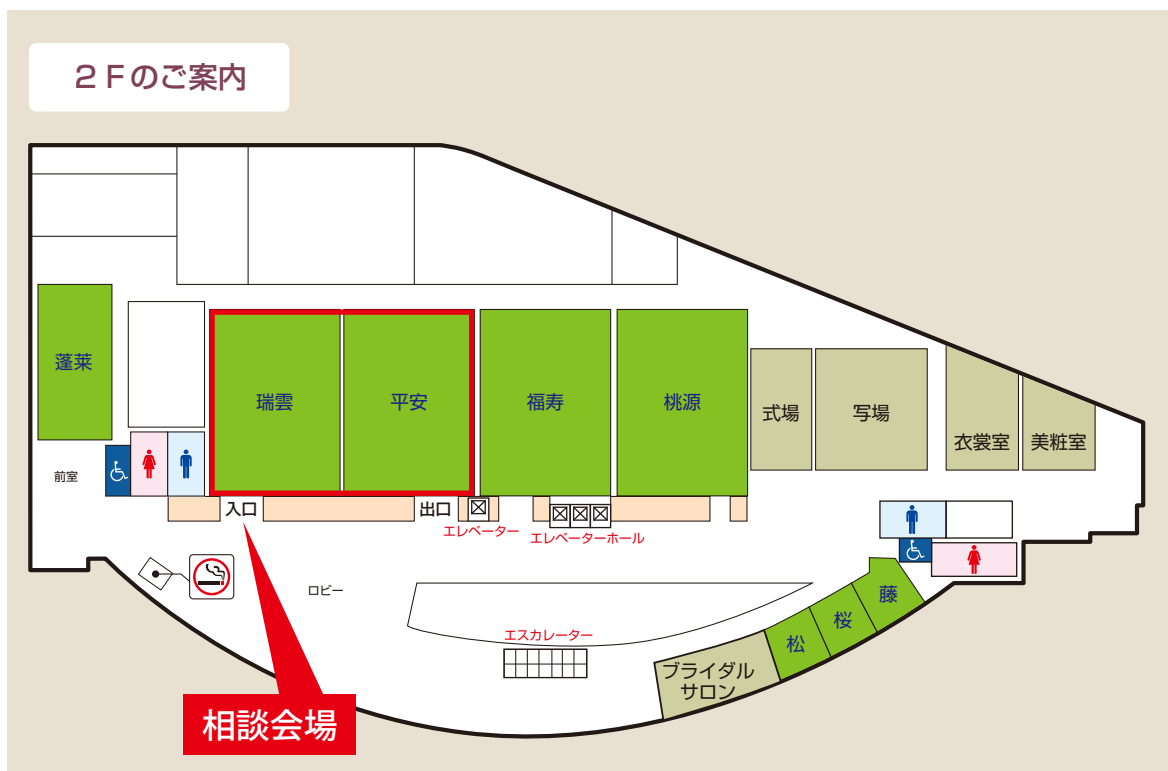 ２Ｆのご案内
蓬莱
瑞雲
平安
福寿
桃源
式場
写場
衣裳室
美粧室
前室
入口
出口
エレベーター
エレベーターホール
ロビー
エスカレーター
藤
桜
松
ブライダル
サロン
相談会場